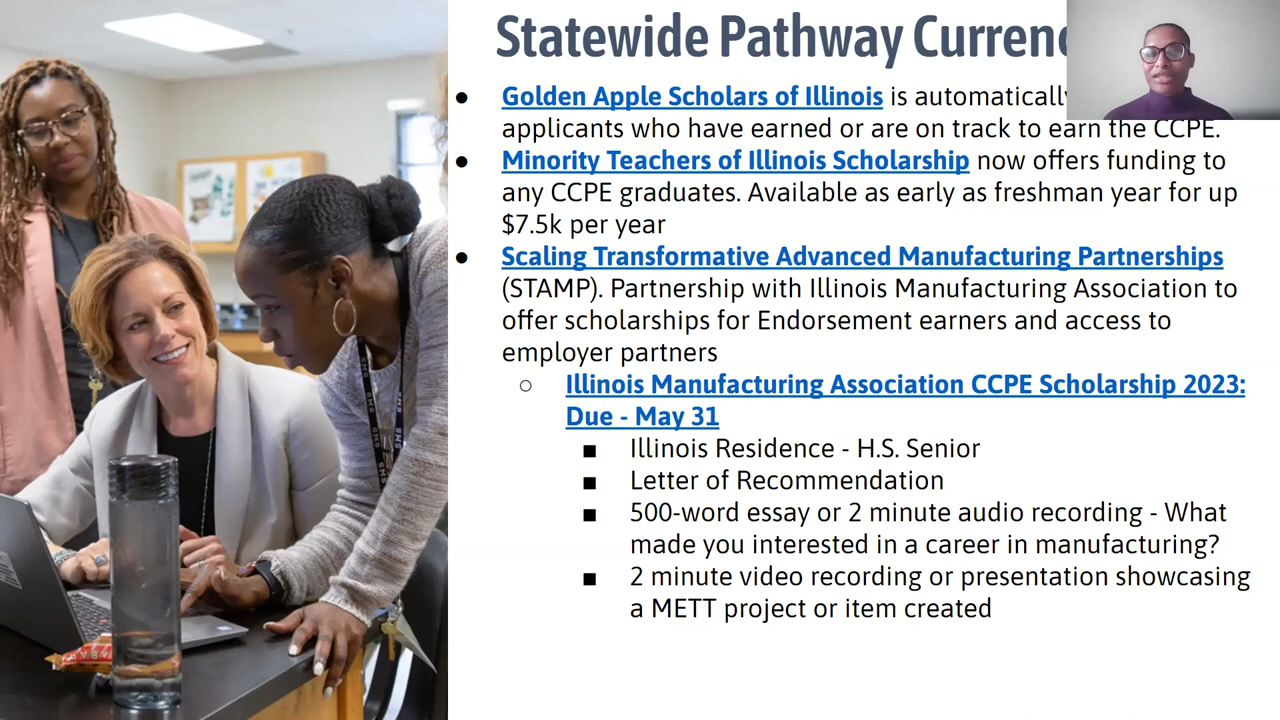 Statewide Pathway
● Golden Apple Scholars of Illinois is
applicants who have earned or are on track to earn the CCPE.
● Minority Teachers of Illinois Scholarship now offers funding to
any CCPE graduates. Available as early as freshman year for up
$7.5k per year
● Scaling Transformative Advanced Manufacturing Partnerships
(STAMP). Partnership with Illinois Manufacturing Association to
offer scholarships for Endorsement earners and access to
employer partners
○ Illinois Manufacturing Association CCPE Scholarship 2023:
Due - May 31
■ Illinois Residence - H.S. Senior
■ Letter of Recommendation
■ 500-word essay or 2 minute audio recording - What
made you interested in a career in manufacturing?
■ 2 minute video recording or presentation showcasing
a METT project or item created
SMS
SMS